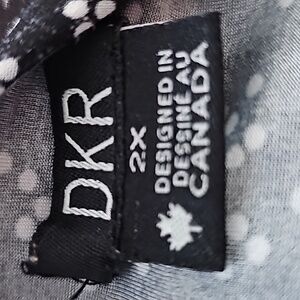 DKR
2X
DESIGNED IN
DESSINÉ AU
CANADA